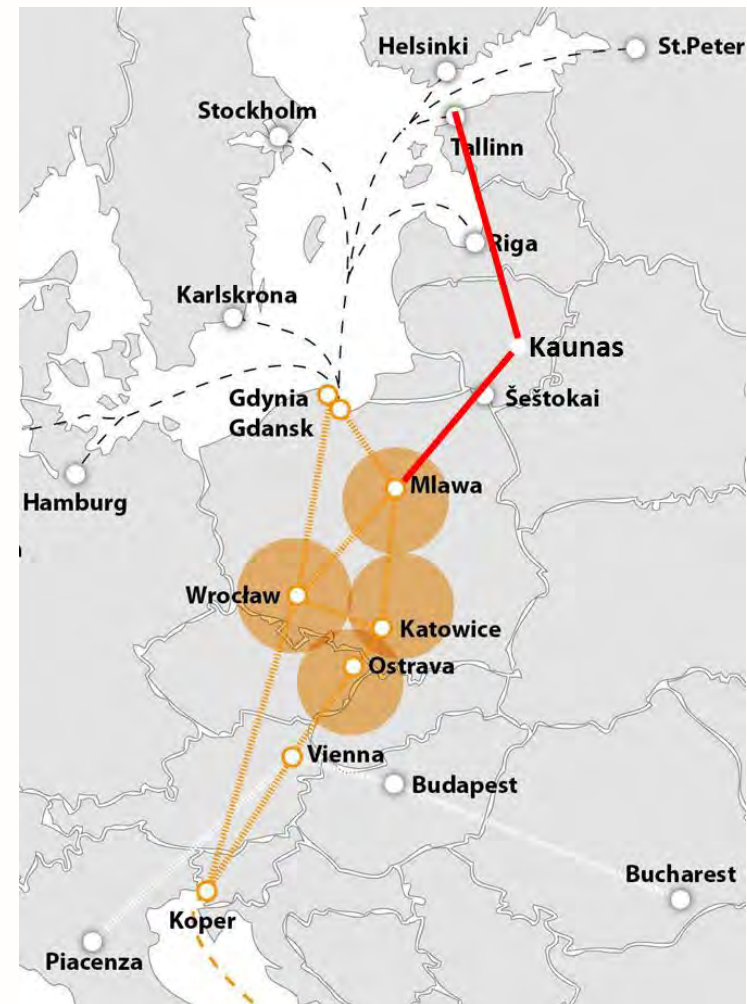 Helsinki
St.Peter
Stockholm
Tallinn
Riga
Karlskrona
Kaunas
Gdynia
Šeštokai
Gdansk
Mlawa
Hamburg
Wrocław
Katowice
Ostrava
Vienna
Budapest
Bucharest
Koper
Piacenza